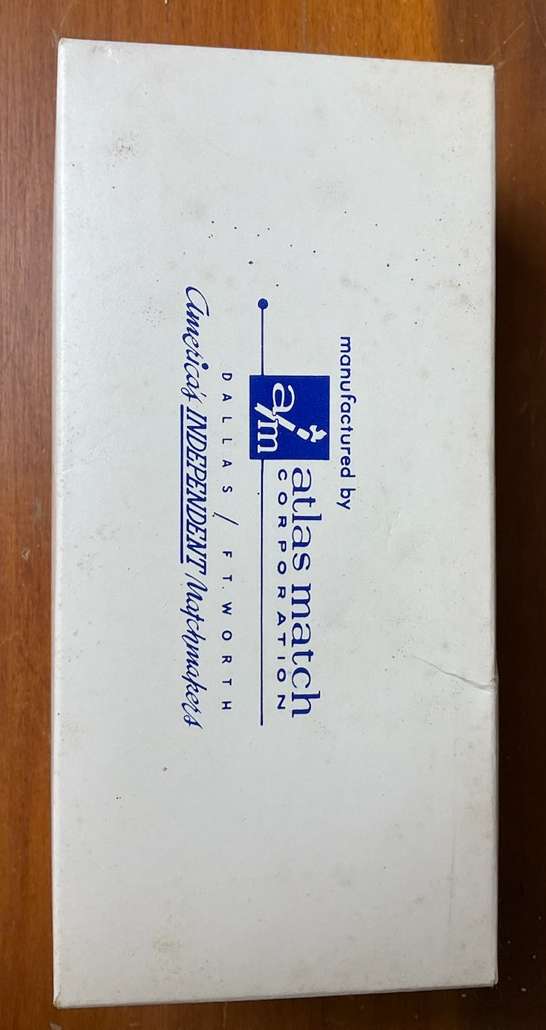 manufactured by
a/m
atlas match
CORPORATION
DALLAS / FT. WORTH
America's INDEPENDENT Matchmakers